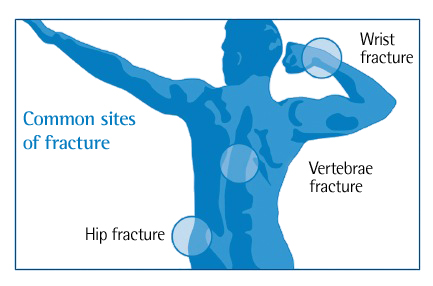 Wrist
fracture
Common sites
of fracture
Vertebrae
fracture
Hip fracture